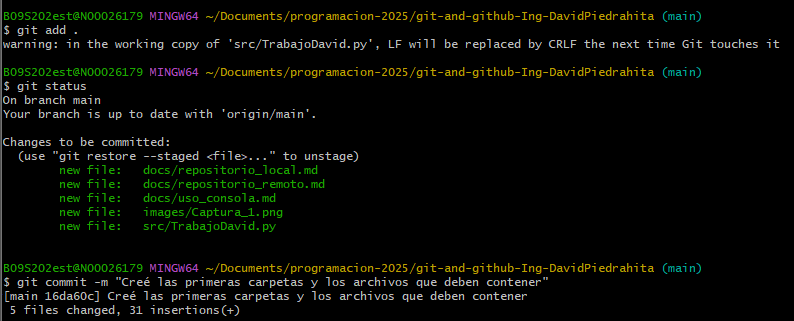 BO9S202est@NOO026179 MINGW64 ~/Documents/programacion-2025/git-and-github-Ing-DavidPiedrahita (main)
$ git add .
warning: in the working copy of 'src/TrabajoDavid.py', LF will be replaced by CRLF the next time Git touches it

BO9S202est@NOO026179 MINGW64 ~/Documents/programacion-2025/git-and-github-Ing-DavidPiedrahita (main)
$ git status
On branch main
Your branch is up to date with 'origin/main'.

Changes to be committed:
  (use "git restore --staged <file>..." to unstage)
        new file:   docs/repositorio_local.md
        new file:   docs/repositorio_remoto.md
        new file:   docs/uso_consola.md
        new file:   images/Captura_1.png
        new file:   src/TrabajoDavid.py


BO9S202est@NOO026179 MINGW64 ~/Documents/programacion-2025/git-and-github-Ing-DavidPiedrahita (main)
$ git commit -m "Creé las primeras carpetas y los archivos que deben contener"
[main 16da60c] Creé las primeras carpetas y los archivos que deben contener
 5 files changed, 31 insertions(+)